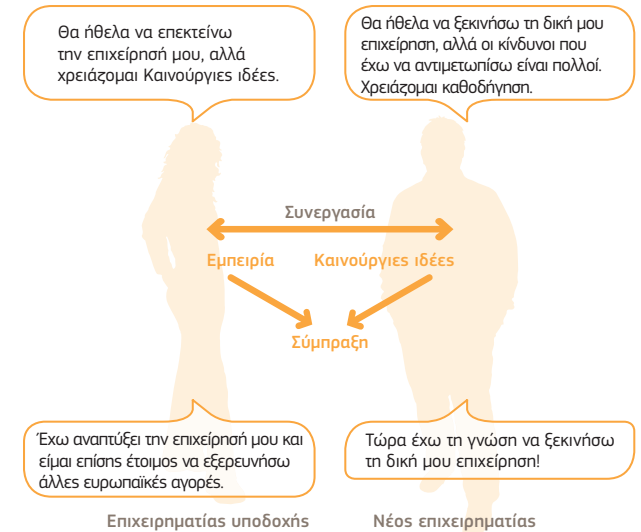 Θα ήθελα να επεκτείνω
την επιχείρησή μου, αλλά
χρειάζομαι Καινούργιες ιδέες.
Θα ήθελα να ξεκινήσω τη δική μου
επιχείρηση, αλλά οι κίνδυνοι που
έχω να αντιμετωπίσω είναι πολλοί.
Χρειάζομαι καθοδήγηση.
Συνεργασία
Εμπειρία
Καινούργιες ιδέες
Σύμπραξη
Έχω αναπτύξει την επιχείρησή μου και
είμαι επίσης έτοιμος να εξερευνήσω
άλλες ευρωπαϊκές αγορές.
Τώρα έχω τη γνώση να ξεκινήσω
τη δική μου επιχείρηση!
Επιχειρηματίας υποδοχής
Νέος επιχειρηματίας